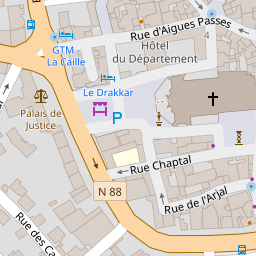 Rue d'Aigues Passes
GTM
La Caille
Hôtel
du Département
4
Le Drakkar
Palais de
Justice
P
Rue Chaptal
N 88
Rue de l'Arjal
Rue des Ca